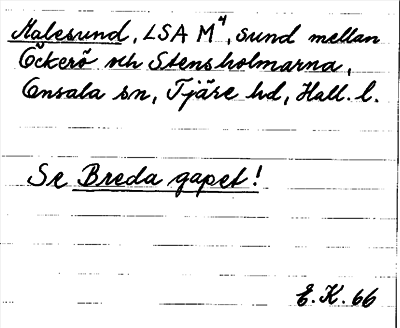 Malesund, LSA M⁴, sund mellan
Öckerö och Stensholmarna,
Onsala sn, Fjäre hd, Hall. l.
Se Breda gapet!
E.K. 66